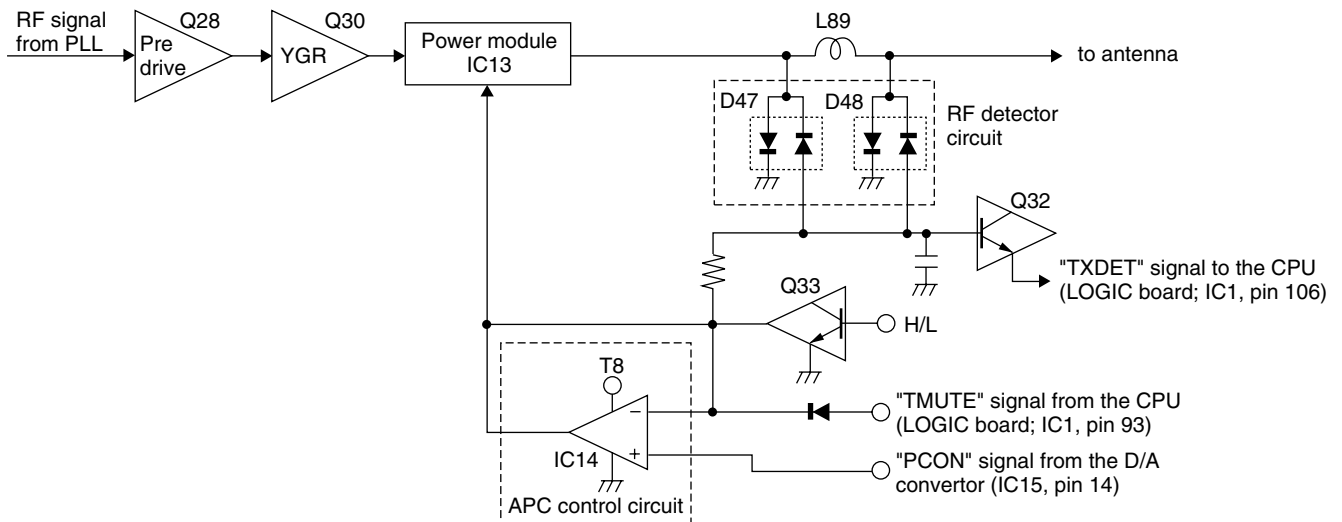 RF signal
from PLL
Q28
Pre
drive
Q30
YGR
Power module
IC13
L89
to antenna
D47
D48
RF detector
circuit
Q32
"TXDET" signal to the CPU
(LOGIC board; IC1, pin 106)
Q33
H/L
T8
−
+
IC14
APC control circuit
"TMUTE" signal from the CPU
(LOGIC board; IC1, pin 93)
"PCON" signal from the D/A
convertor (IC15, pin 14)